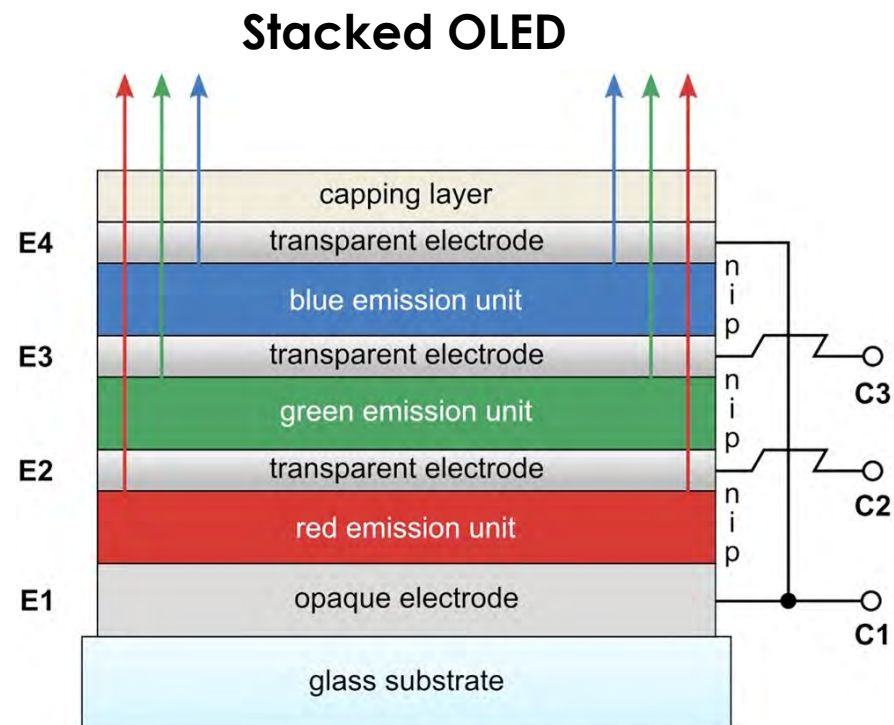 Stacked OLED
capping layer
E4
transparent electrode
n
i
p
blue emission unit
E3
transparent electrode
C3
n
i
p
green emission unit
E2
transparent electrode
C2
n
i
p
red emission unit
E1
opaque electrode
C1
glass substrate